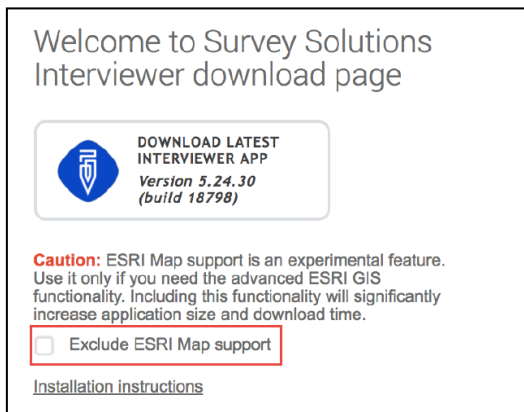 Welcome to Survey Solutions
Interviewer download page
DOWNLOAD LATEST
INTERVIEWER APP
Version 5.24.30
(build 18798)
Caution: ESRI Map support is an experimental feature.
Use it only if you need the advanced ESRI GIS
functionality. Including this functionality will significantly
increase application size and download time.
Exclude ESRI Map support
Installation instructions